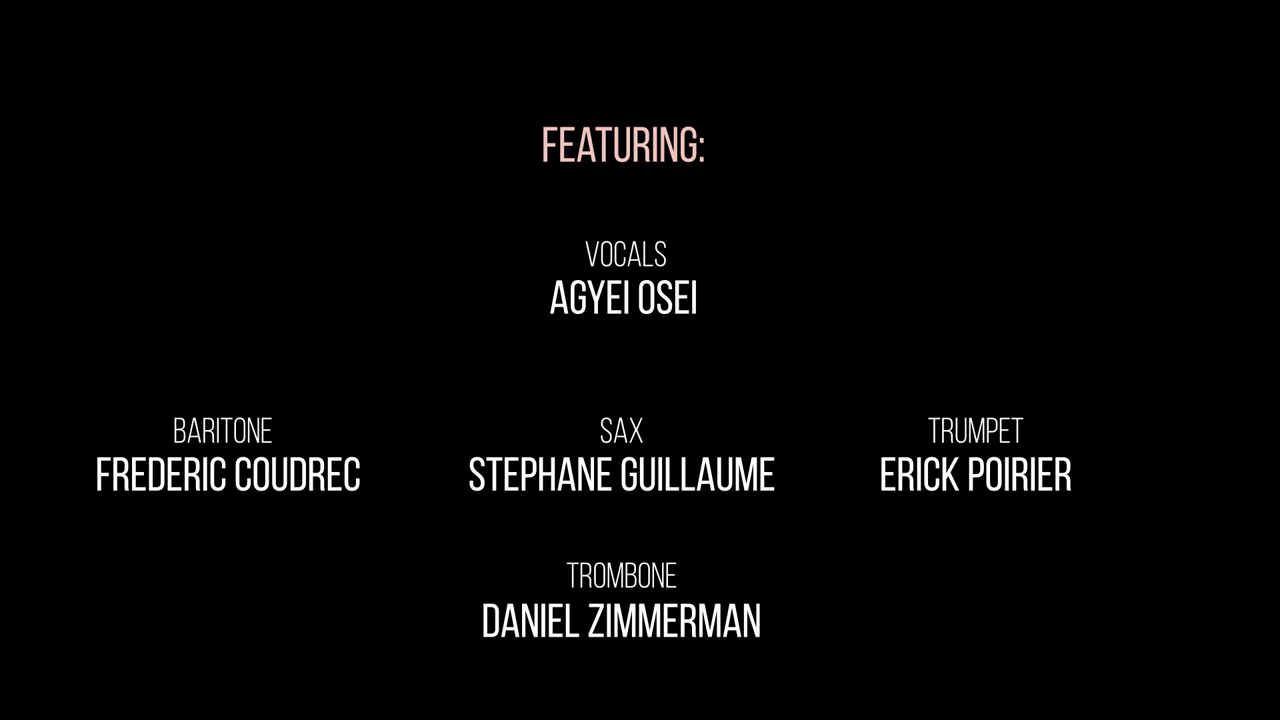 FEATURING:
VOCALS
AGYEI OSEI
BARITONE
FREDERIC COUDREC
SAX
STEPHANE GUILLAUME
TRUMPET
ERICK POIRIER
TROMBONE
DANIEL ZIMMERMAN